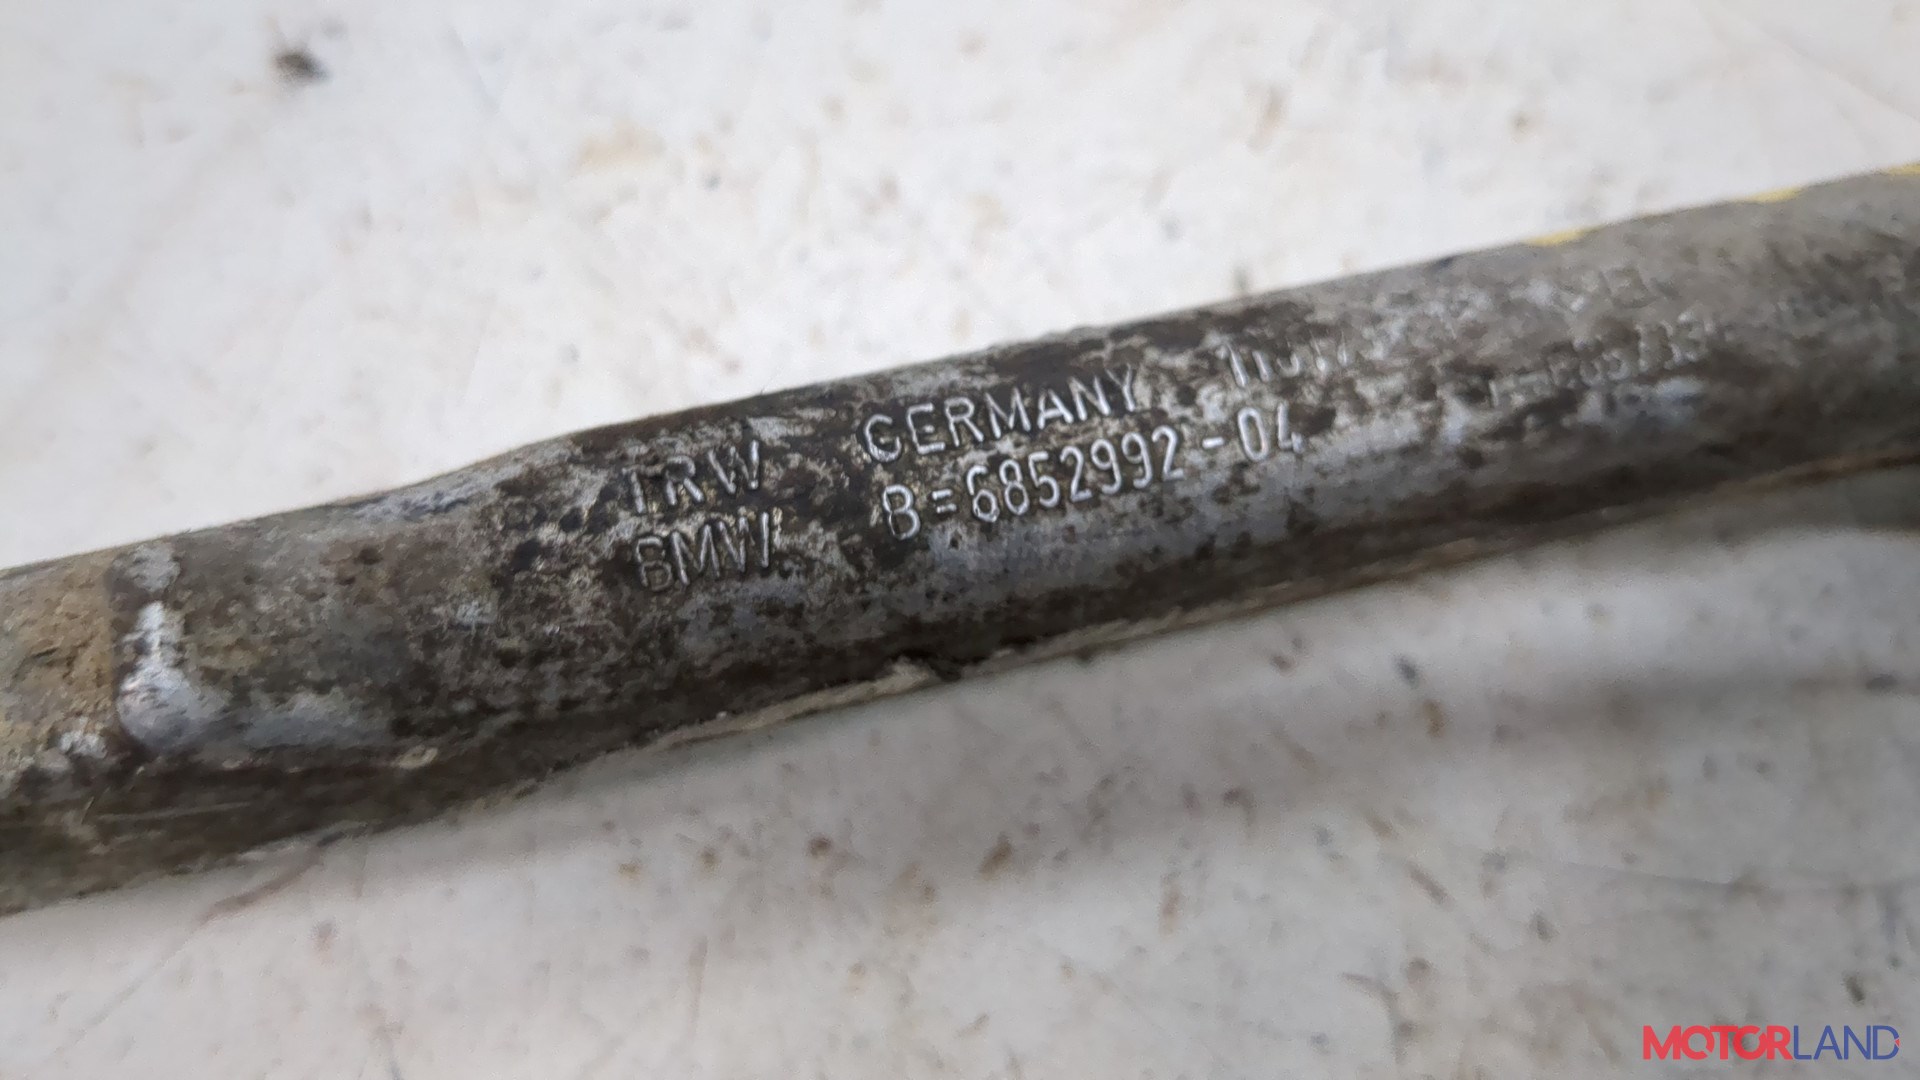 TRW GERMANY
BMW B=6852992-04
MOTORLAND